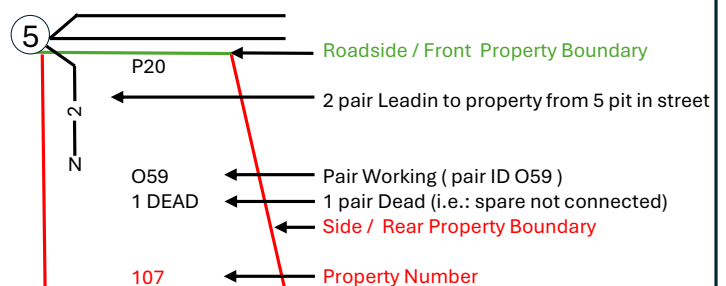 5
Roadside / Front Property Boundary
P20
2 pair Leadin to property from 5 pit in street
2
N
O59 Pair Working ( pair ID O59 )
1 DEAD 1 pair Dead (i.e.: spare not connected)
Side / Rear Property Boundary
107 Property Number